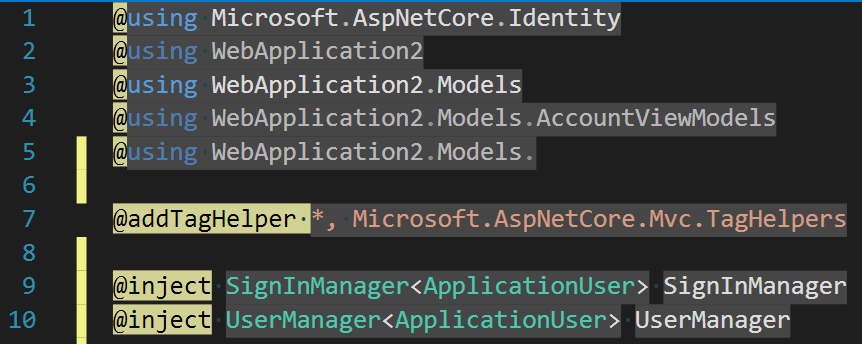 1 @using Microsoft.AspNetCore.Identity
2 @using WebApplication2
3 @using WebApplication2.Models
4 @using WebApplication2.Models.AccountViewModels
5 @using WebApplication2.Models.
6
7 @addTagHelper *, Microsoft.AspNetCore.Mvc.TagHelpers
8
9 @inject SignInManager<ApplicationUser> SignInManager
10 @inject UserManager<ApplicationUser> UserManager